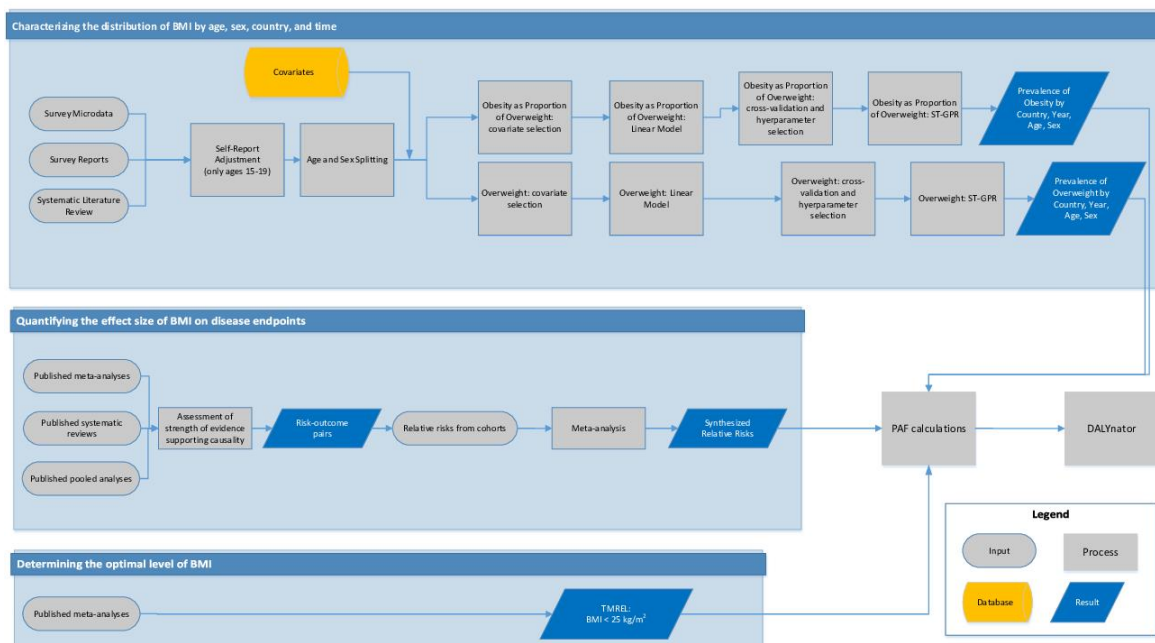 Characterizing the distribution of BMI by age, sex, country, and time
Covariates
Survey Microdata
Survey Reports
Systematic Literature
Review
Self-Report
Adjustment
(only ages 15-19)
Age and Sex Splitting
Obesity as Proportion
of Overweight:
covariate selection
Obesity as Proportion
of Overweight:
Linear Model
Obesity as Proportion
of Overweight:
cross-validation and
hyerparameter
selection
Obesity as Proportion
of Overweight: ST-GPR
Prevalence of
Obesity by
Country, Year,
Age, Sex
Overweight: covariate
selection
Overweight: Linear
Model
Overweight: cross-
validation and
hyerparameter
selection
Overweight: ST-GPR
Prevalence of
Overweight by
Country, Year,
Age, Sex
Quantifying the effect size of BMI on disease endpoints
Published meta-analyses
Published systematic
reviews
Published pooled analyses
Assessment of
strength of evidence
supporting causality
Risk-outcome
pairs
Relative risks from cohorts
Meta-analysis
Synthesized
Relative Risks
PAF calculations
DALYnator
Determining the optimal level of BMI
Published meta-analyses
TMREL:
BMI < 25 kg/m²
Legend
Input
Process
Database
Result